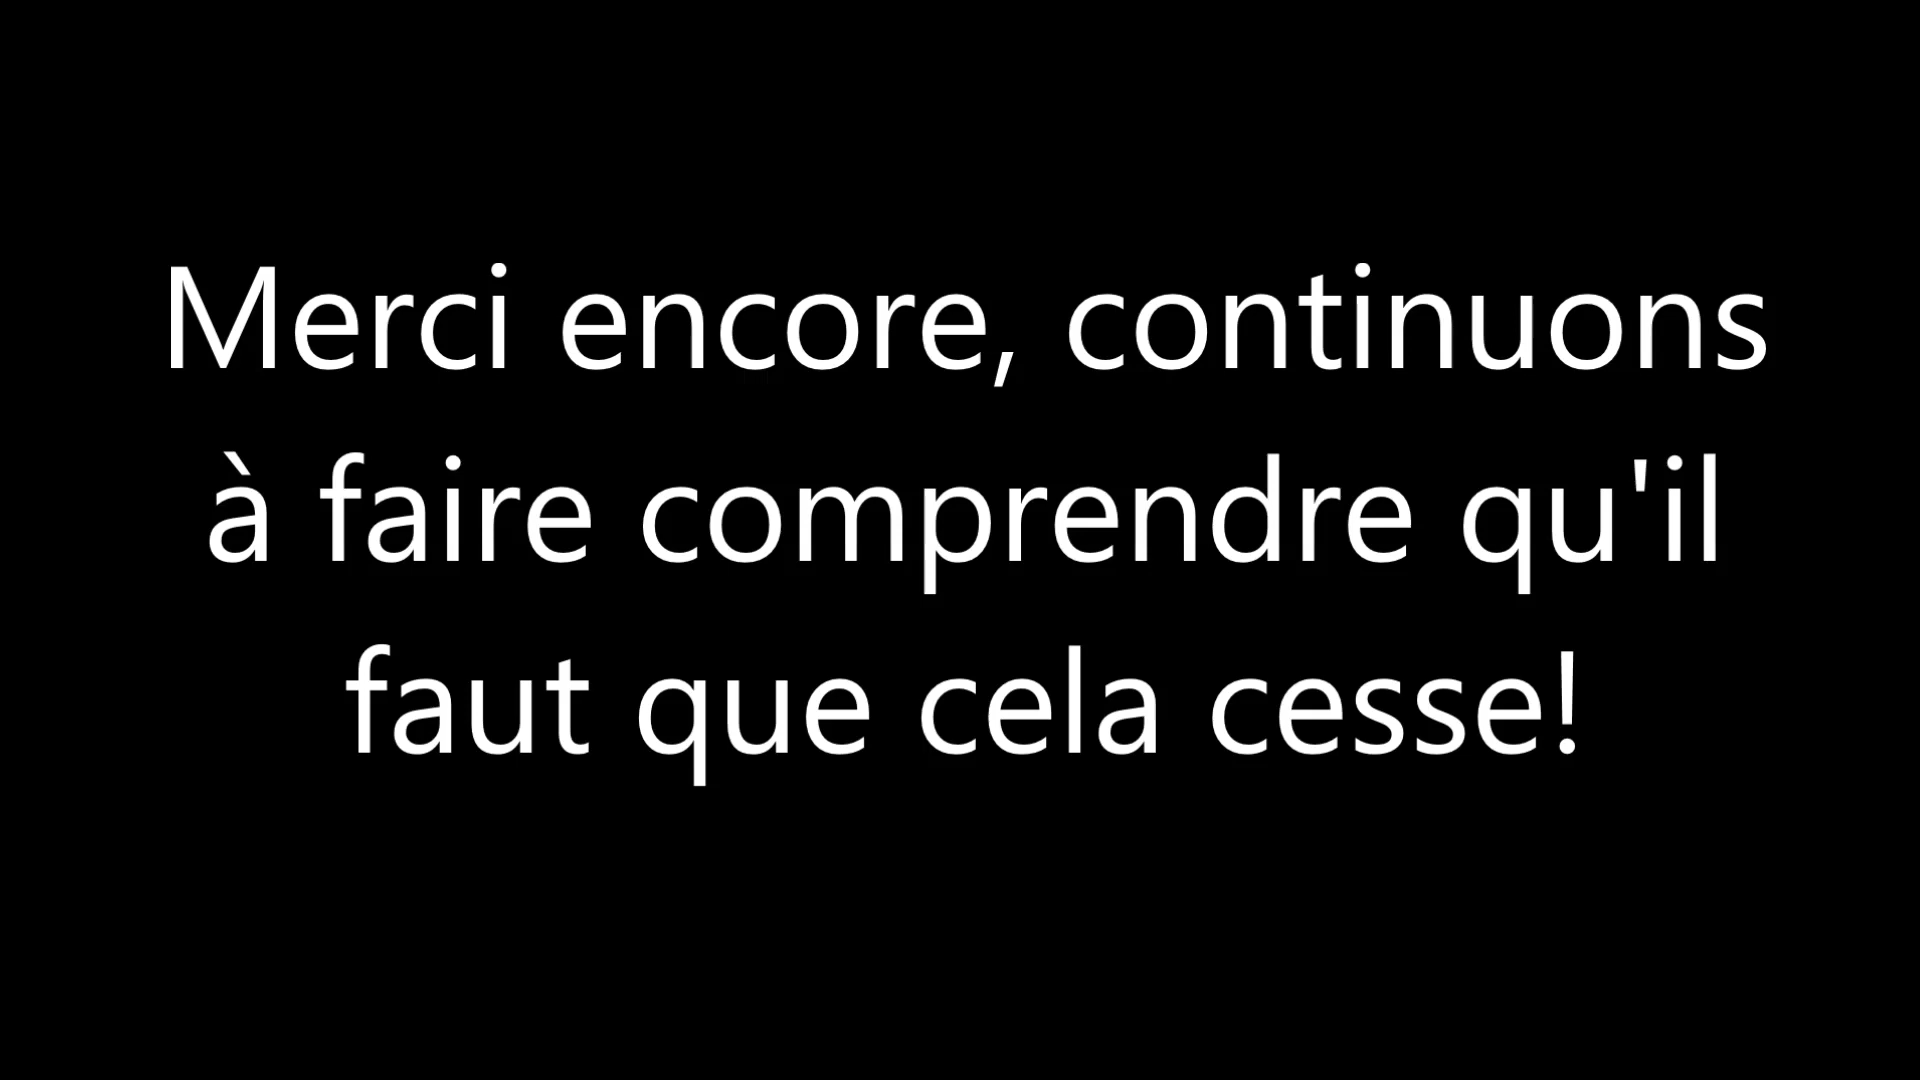 Merci encore, continuons
à faire comprendre qu'il
faut que cela cesse!